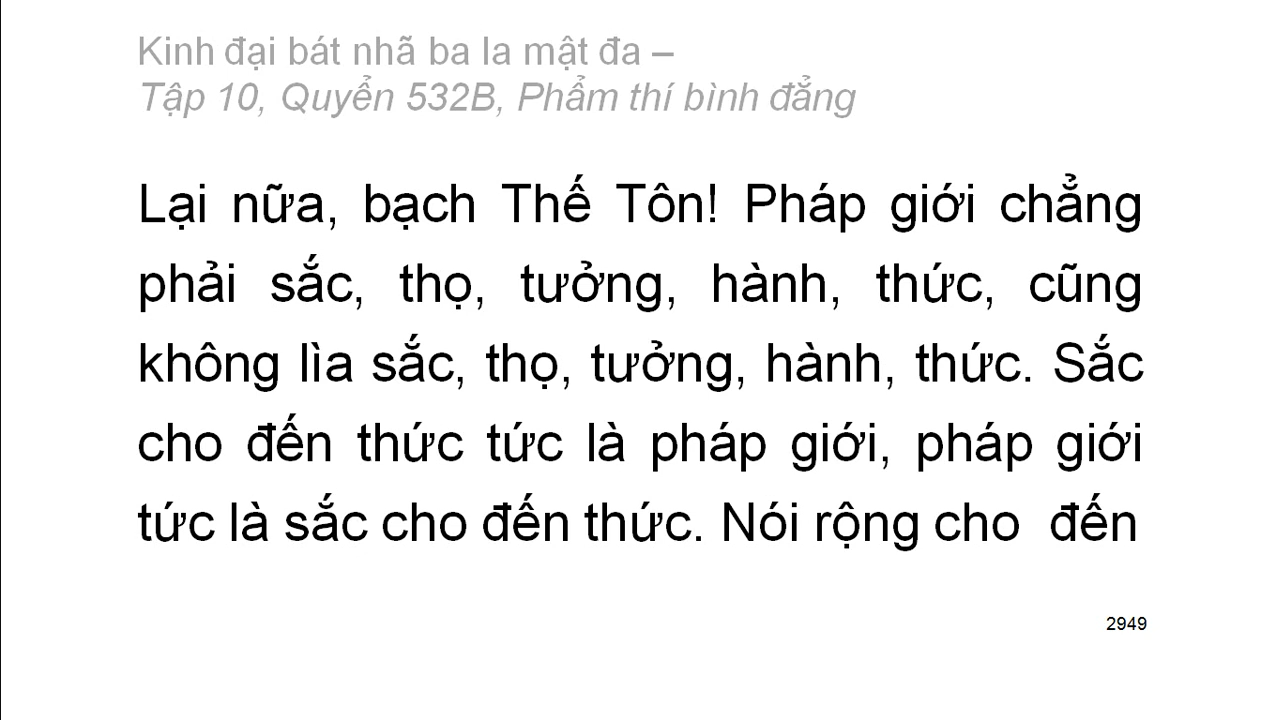 Kinh đại bát nhã ba la mật đa –
Tập 10, Quyển 532B, Phẩm thí bình đẳng
Lại nữa, bạch Thế Tôn! Pháp giới chẳng
phải sắc, thọ, tưởng, hành, thức, cũng
không lìa sắc, thọ, tưởng, hành, thức. Sắc
cho đến thức tức là pháp giới, pháp giới
tức là sắc cho đến thức. Nói rộng cho đến
2949